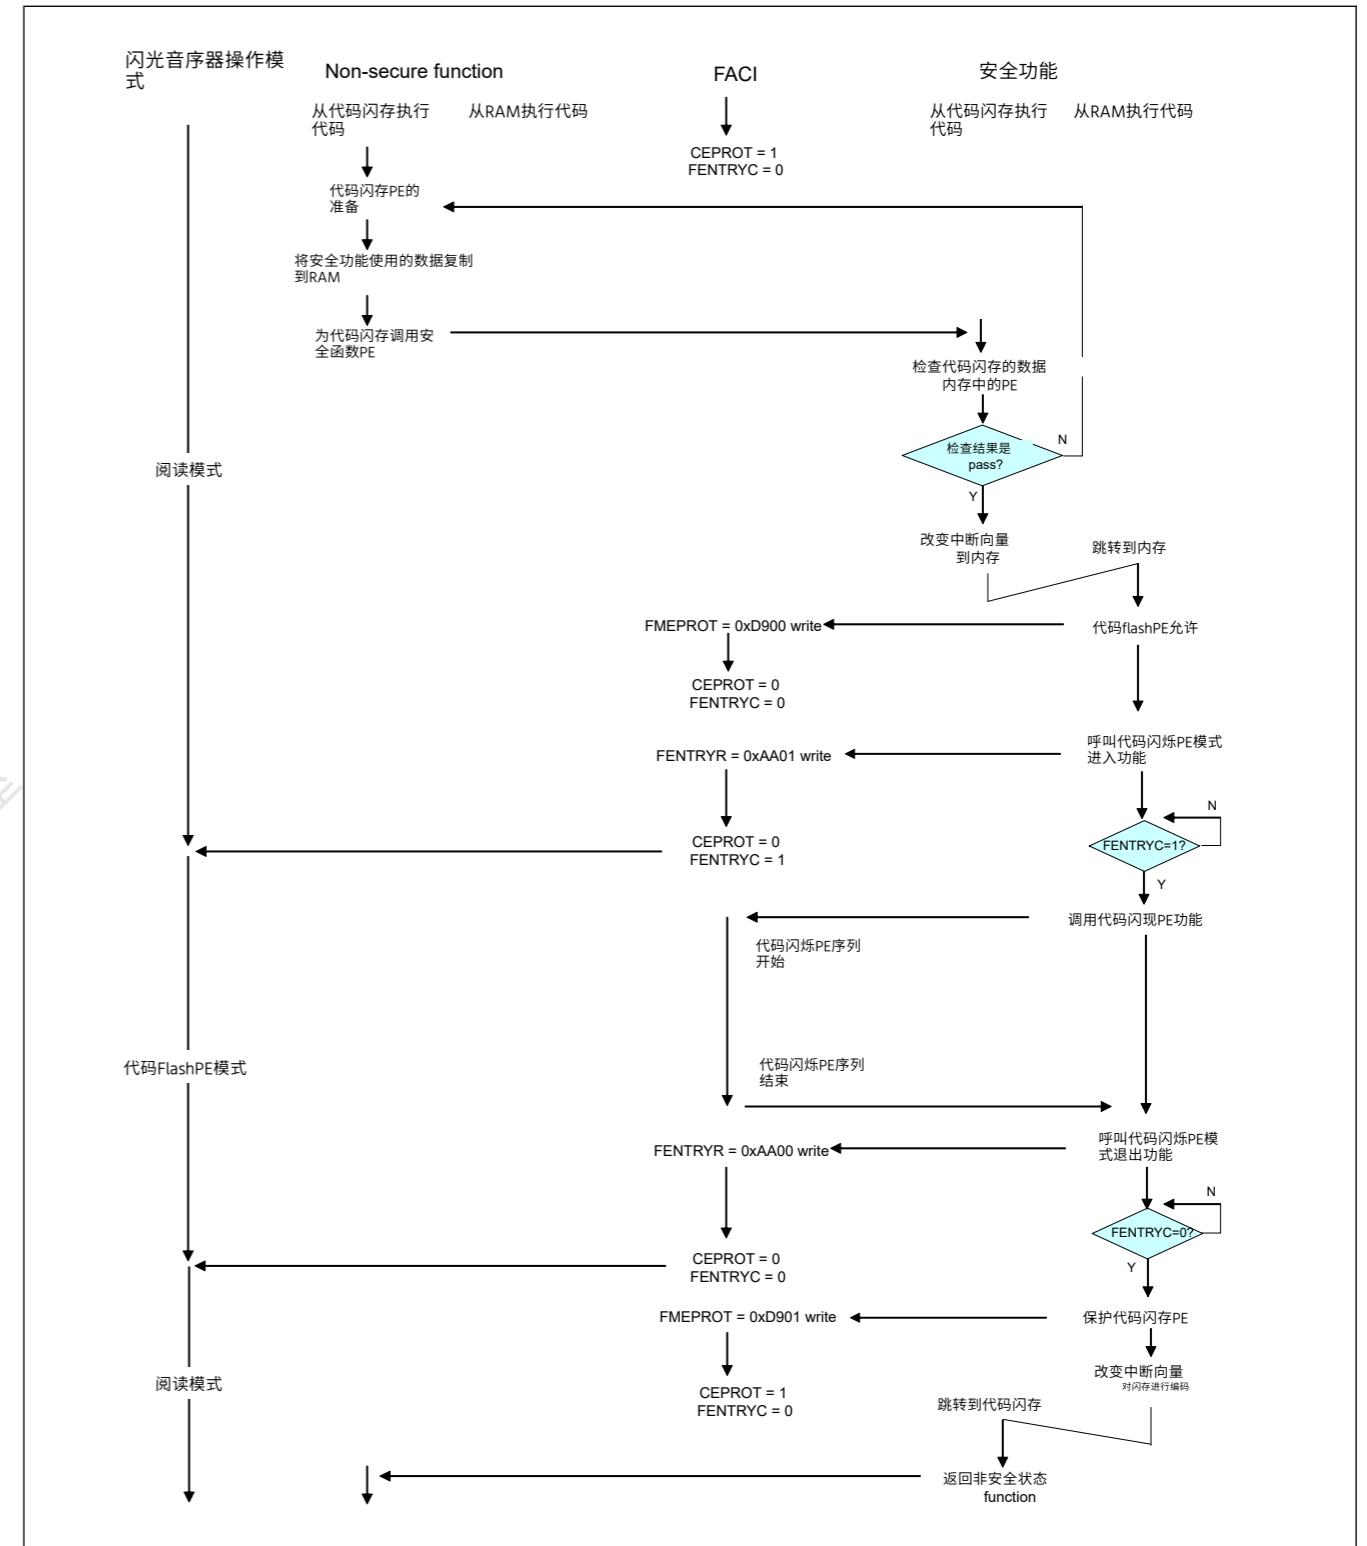 闪光音序器操作模
式
Non-secure function
FACI
安全功能
从代码闪存执行
代码
从RAM执行代码
从代码闪存执行
代码
从RAM执行代码
CEPROT = 1
FENTRYC = 0
代码闪存PE的
准备
将安全功能使用的数据复制
到RAM
为代码闪存调用安
全函数PE
检查代码闪存的数据
内存中的PE
检查结果是
pass?
N
Y
阅读模式
改变中断向量
到内存
跳转到内存
FMEPROT = 0xD900 write
代码flashPE允许
CEPROT = 0
FENTRYC = 0
FENTRYR = 0xAA01 write
呼叫代码闪烁PE模式
进入功能
N
CEPROT = 0
FENTRYC = 1
FENTRYC=1?
Y
调用代码闪现PE功能
代码闪烁PE序列
开始
代码FlashPE模式
代码闪烁PE序列
结束
FENTRYR = 0xAA00 write
呼叫代码闪烁PE模
式退出功能
N
FENTRYC=0?
Y
CEPROT = 0
FENTRYC = 0
FMEPROT = 0xD901 write
保护代码闪存PE
阅读模式
改变中断向量
对闪存进行编码
CEPROT = 1
FENTRYC = 0
跳转到代码闪存
返回非安全状态
function